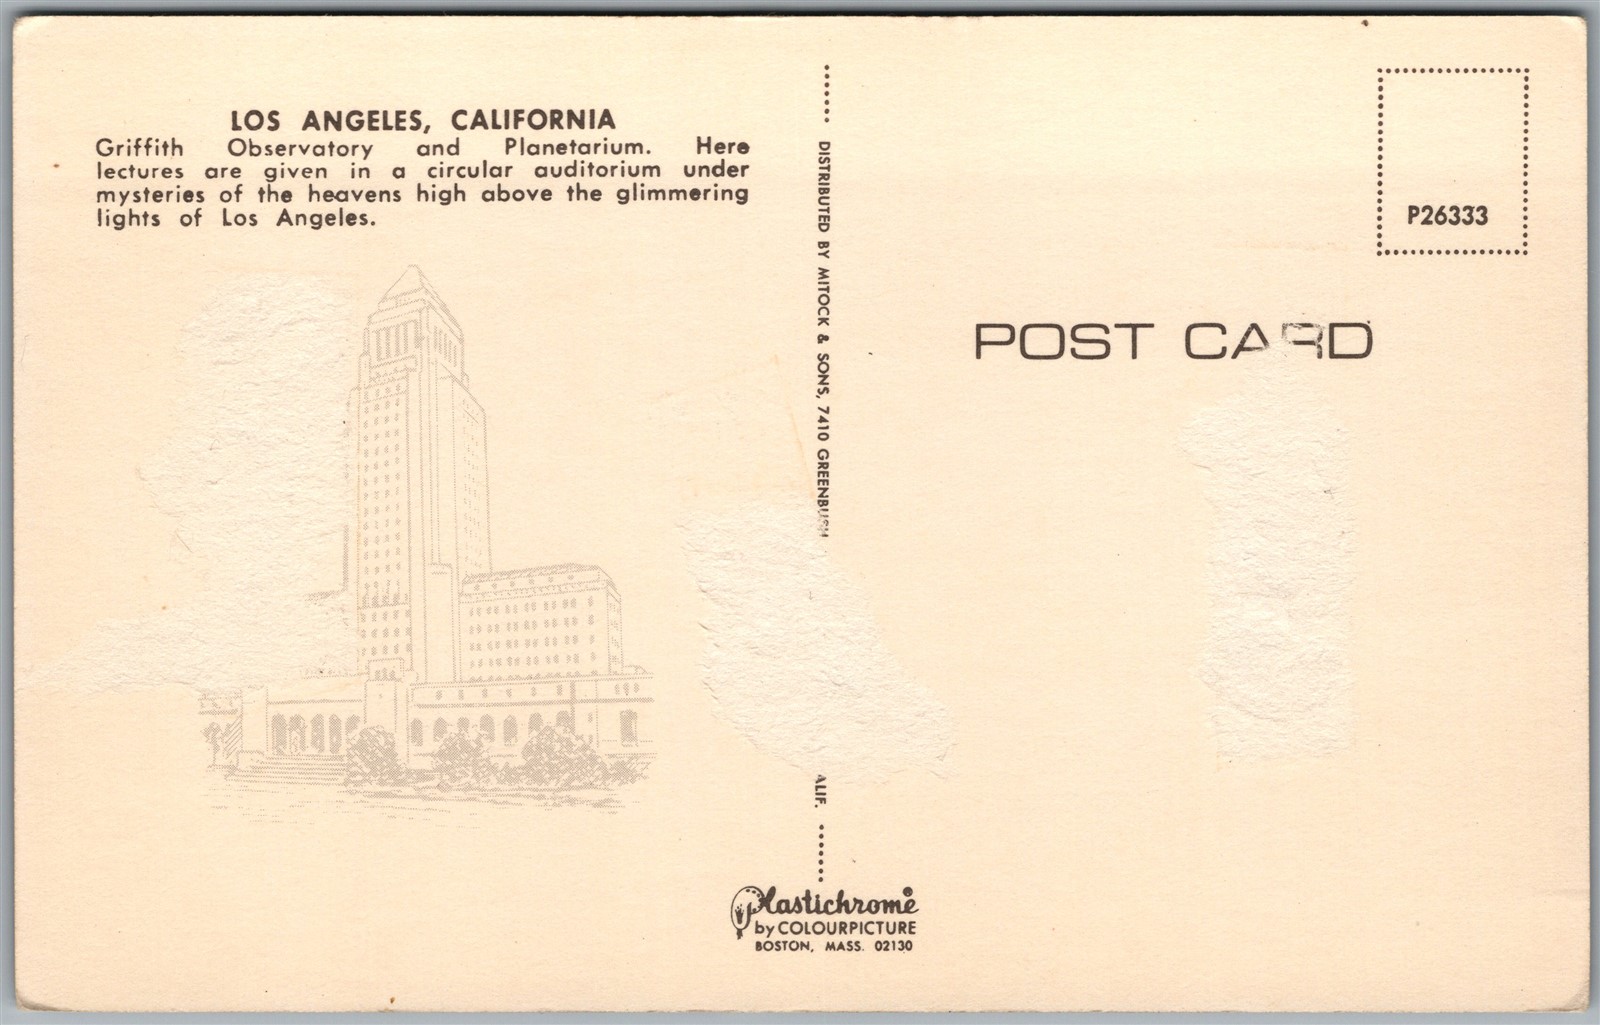 LOS ANGELES, CALIFORNIA
Griffith Observatory and Planetarium. Here
lectures are given in a circular auditorium under
mysteries of the heavens high above the glimmering
lights of Los Angeles.
DISTRIBUTED BY MITOCK & SONS, 7410 GREENBUSH
ALIF.
P26333
POST CARD
Plastichrome®
by COLOURPICTURE
BOSTON, MASS. 02130